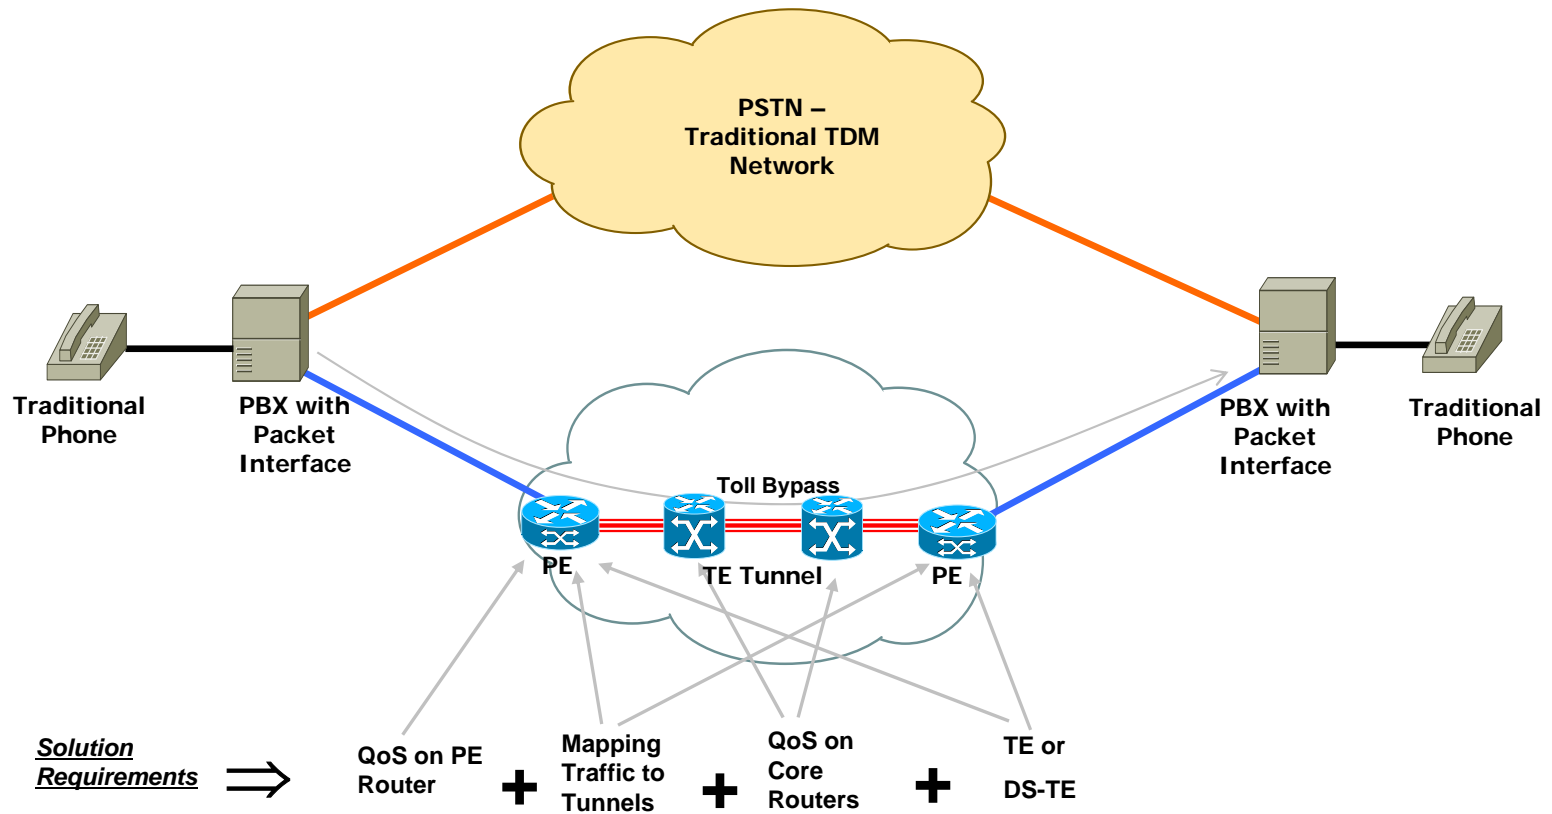 PSTN –
Traditional TDM
Network
Traditional
Phone
PBX with
Packet
Interface
PBX with
Packet
Interface
Traditional
Phone
Toll Bypass
PE
TE Tunnel
PE
Solution
Requirements
⇒
QoS on PE
Router
+
Mapping
Traffic to
Tunnels
+
QoS on
Core
Routers
+
TE or
DS-TE